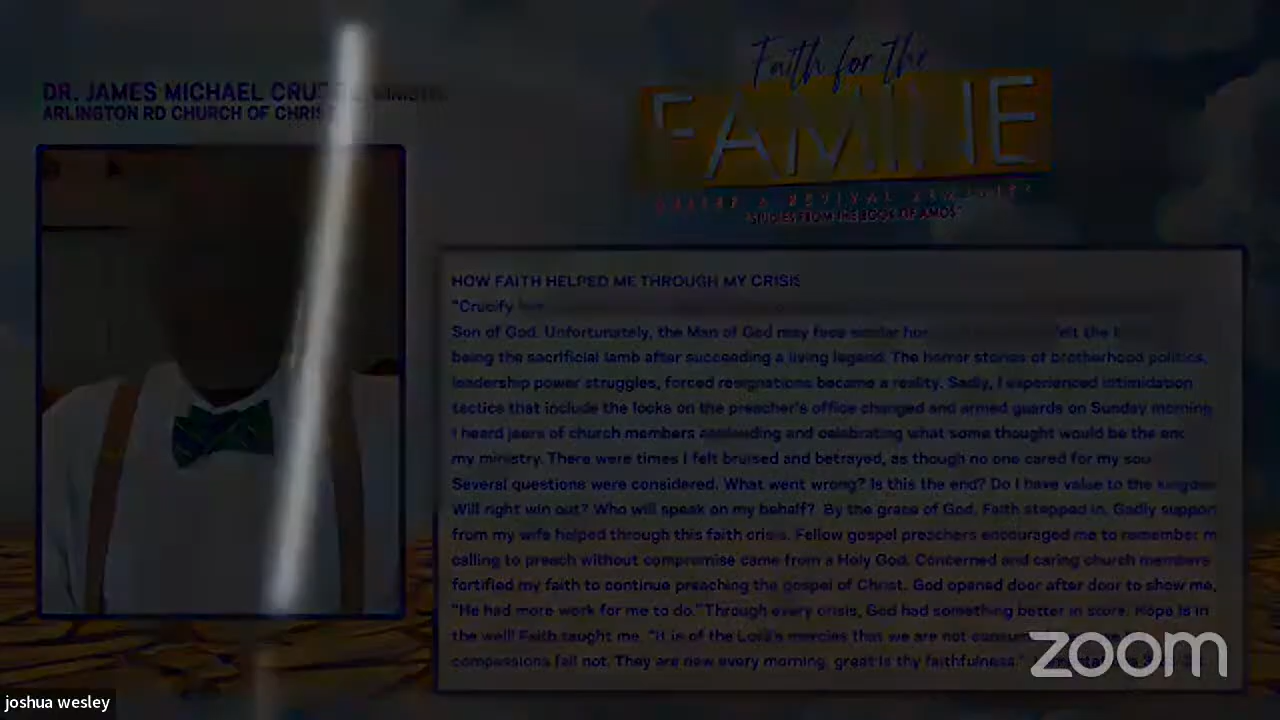 DR. JAMES MICHAEL
ARLINGTON RD CHURCH OF CHRIST
Faith for the
FAMINE
"STUDIES FROM THE BOOK OF AMOS"
HOW FAITH HELPED ME THROUGH MY CRISIS
"Crucify
Son of God. Unfortunately, the Man of God may face similar felt the
being the sacrificial lamb after succeeding a living legend. The horror stories of brotherhood politics,
leadership power struggles, forced resignations became a reality. Sadly, I experienced intimidation
tactics that include the locks on the preacher's office changed and armed guards on Sunday morning
I heard jeers of church members applauding and celebrating what some thought would be the end
my ministry. There were times I felt bruised and betrayed, as though no one cared for my
Several questions were considered. What went wrong? Is this the end? Do I have value to the kingdom
Will right win out? Who will speak on my behalf? By the grace of God, Faith stepped in. Gadly support
from my wife helped through this faith crisis. Fellow gospel preachers encouraged me to remember
calling to preach without compromise came from a Holy God. Concerned and caring church members
fortified my faith to continue preaching the gospel of Christ. God opened door after door to show me,
"He had more work for me to do." Through every crisis, God had something better in store. Hope is in
the well! Faith taught me, "It is of the Lord's mercies that we are not
compassions fail not. They are new every morning, great is thy faithfulness."
zoom
joshua wesley